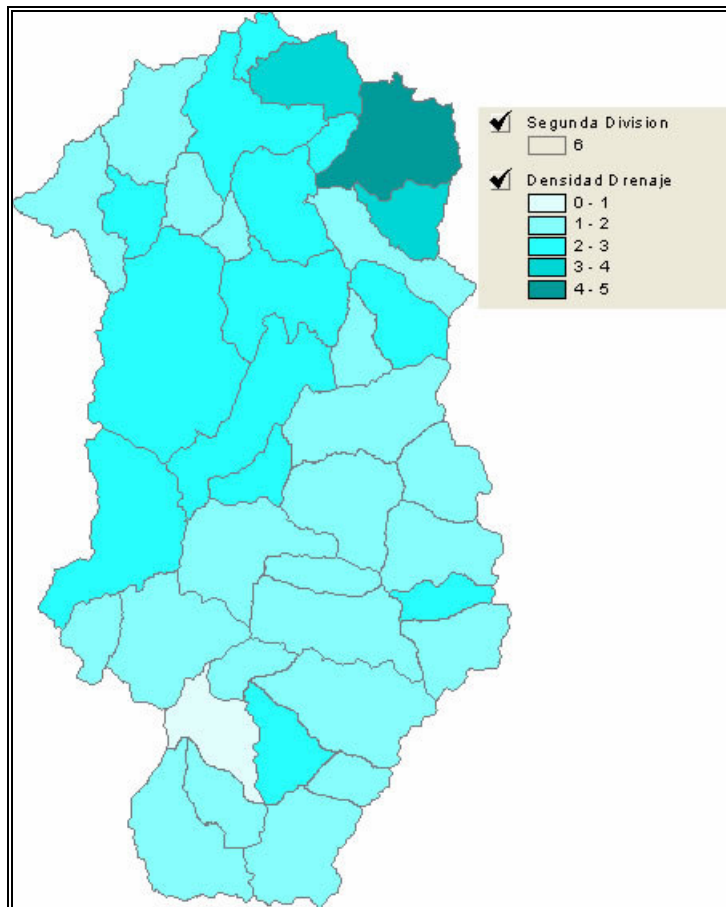 Segunda Division
6
Densidad Drenaje
0 - 1
1 - 2
2 - 3
3 - 4
4 - 5